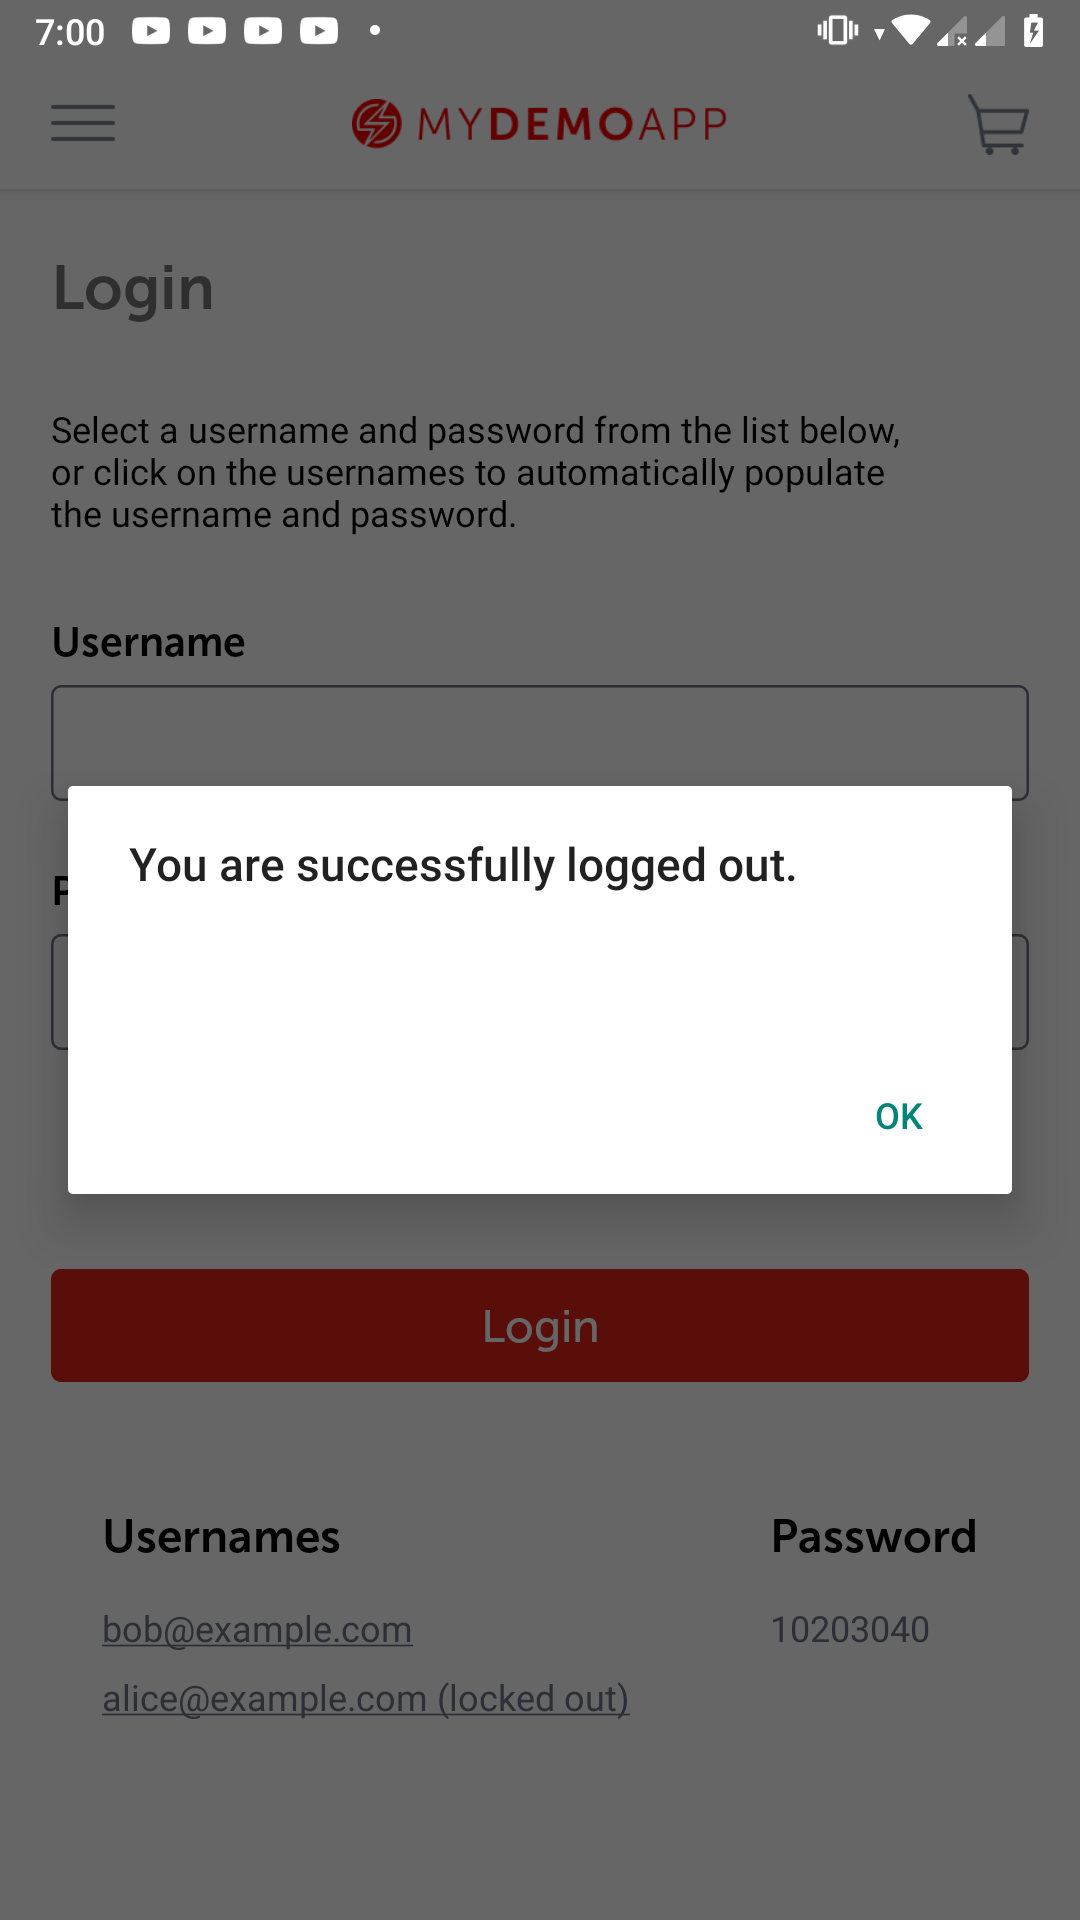 7:00
MYDEMOAPP
Login
Select a username and password from the list below,
or click on the usernames to automatically populate
the username and password.
Username
You are successfully logged out.
P
OK
Login
Usernames
Password
bob@example.com
10203040
alice@example.com (locked out)